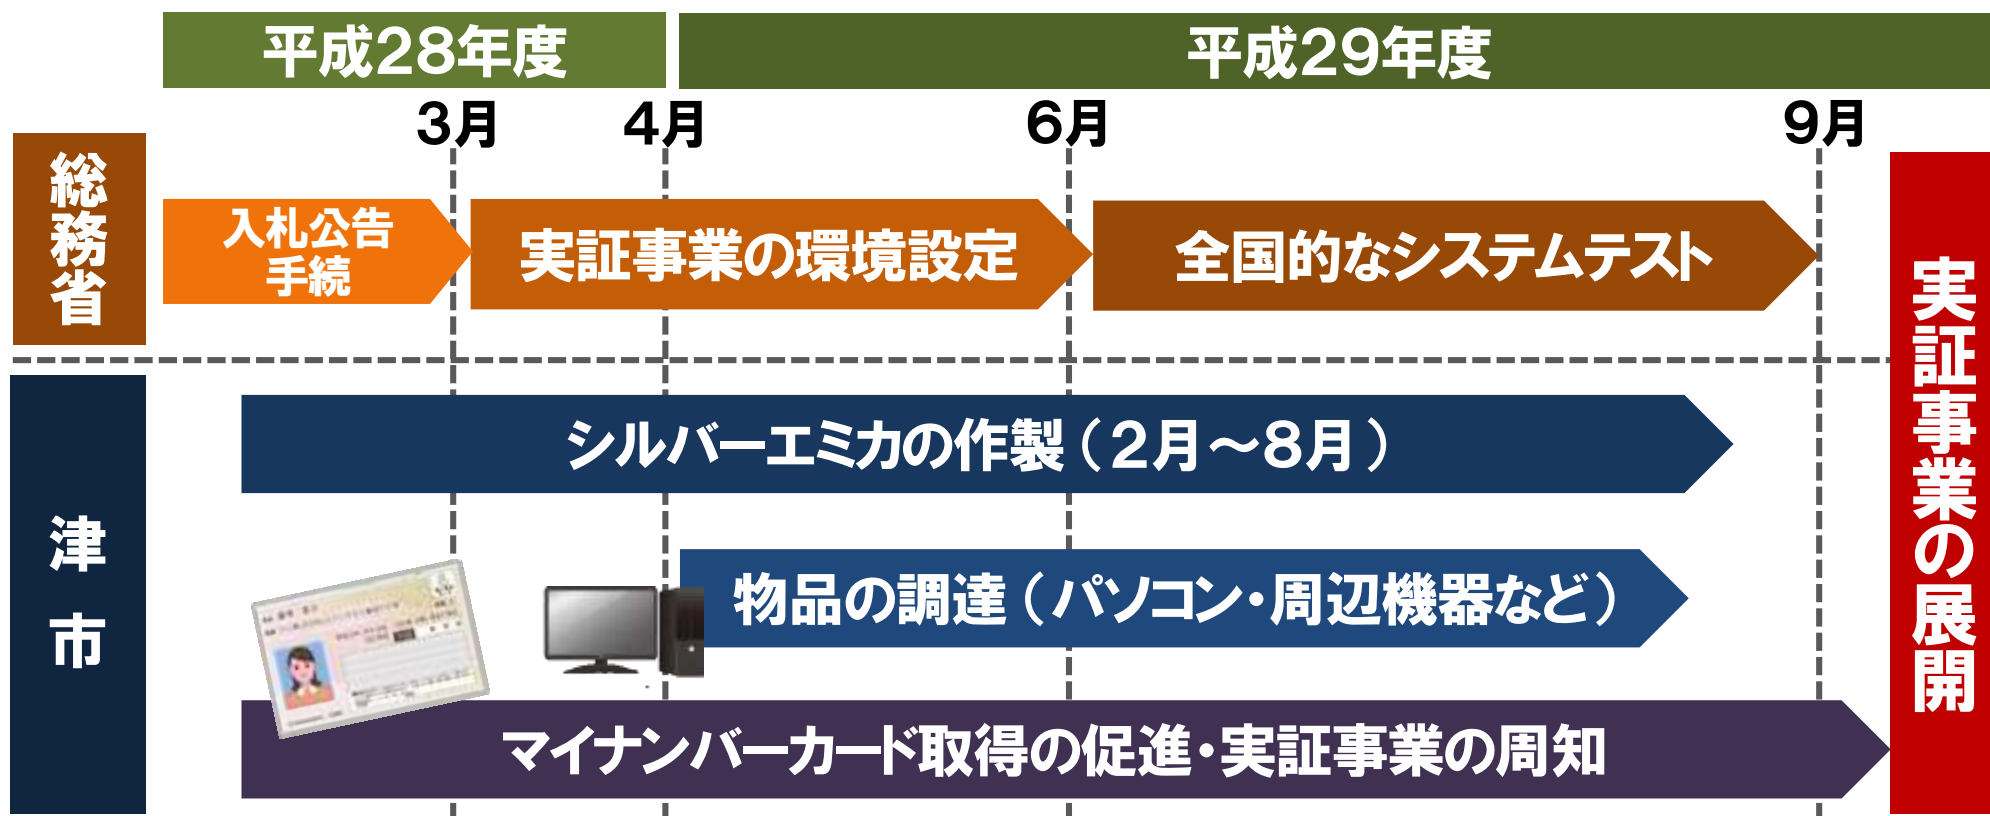 平成28年度
平成29年度
3月
4月
6月
9月
総務省
入札公告
手続
実証事業の環境設定
全国的なシステムテスト
実証事業の展開
津市
シルバーエミカの作製（2月～8月）
物品の調達（パソコン・周辺機器など）
マイナンバーカード取得の促進・実証事業の周知